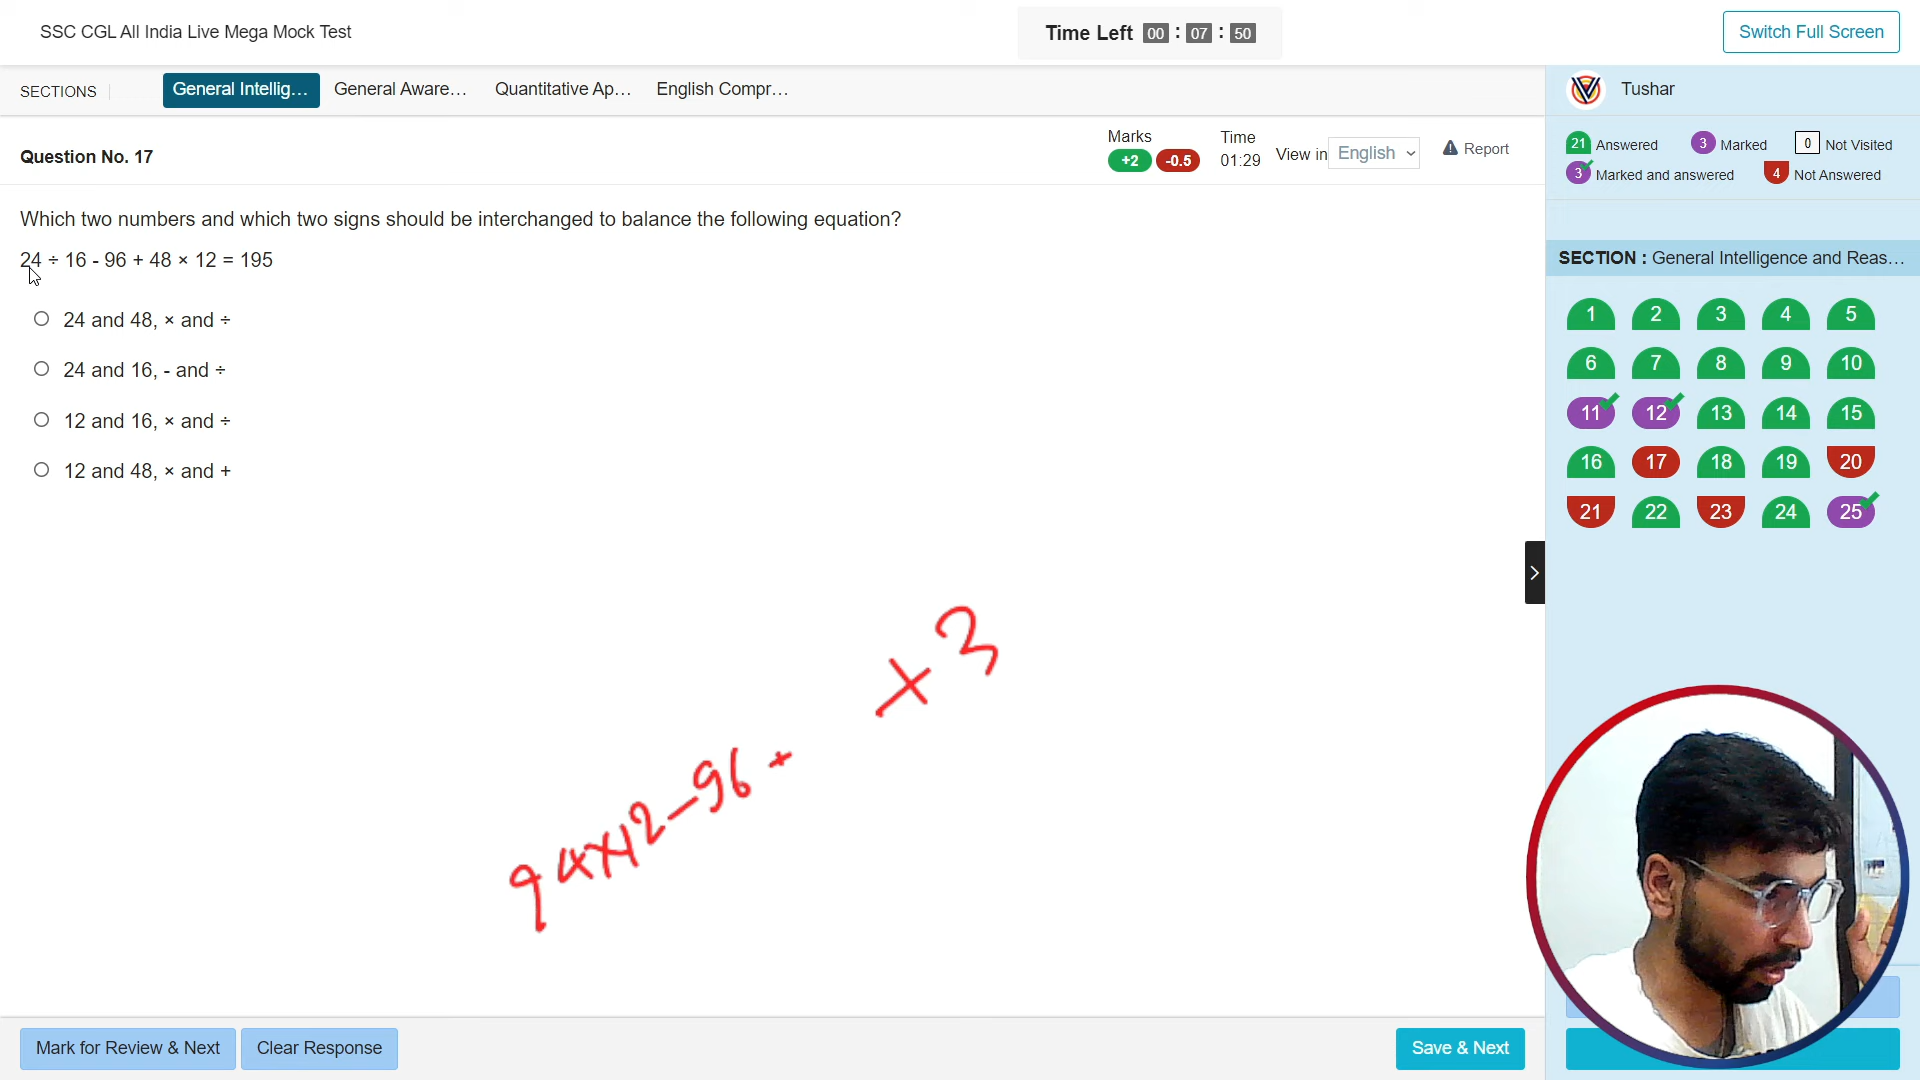 SSC CGL All India Live Mega Mock Test
Time Left 00 : 07 : 50
Switch Full Screen
SECTIONS
General Intellig...
General Aware...
Quantitative Ap...
English Compr...
Tushar
Question No. 17
Marks
+2 -0.5
Time
01:29
View in English
Report
21 Answered
3 Marked
0 Not Visited
3 Marked and answered
4 Not Answered
Which two numbers and which two signs should be interchanged to balance the following equation?
24 ÷ 16 - 96 + 48 × 12 = 195
24 and 48, × and ÷
24 and 16, - and ÷
12 and 16, × and ÷
12 and 48, × and +
SECTION : General Intelligence and Reas...
1 2 3 4 5
6 7 8 9 10
11 12 13 14 15
16 17 18 19 20
21 22 23 24 25
+ 3
94×12-96+
Mark for Review & Next
Clear Response
Save & Next